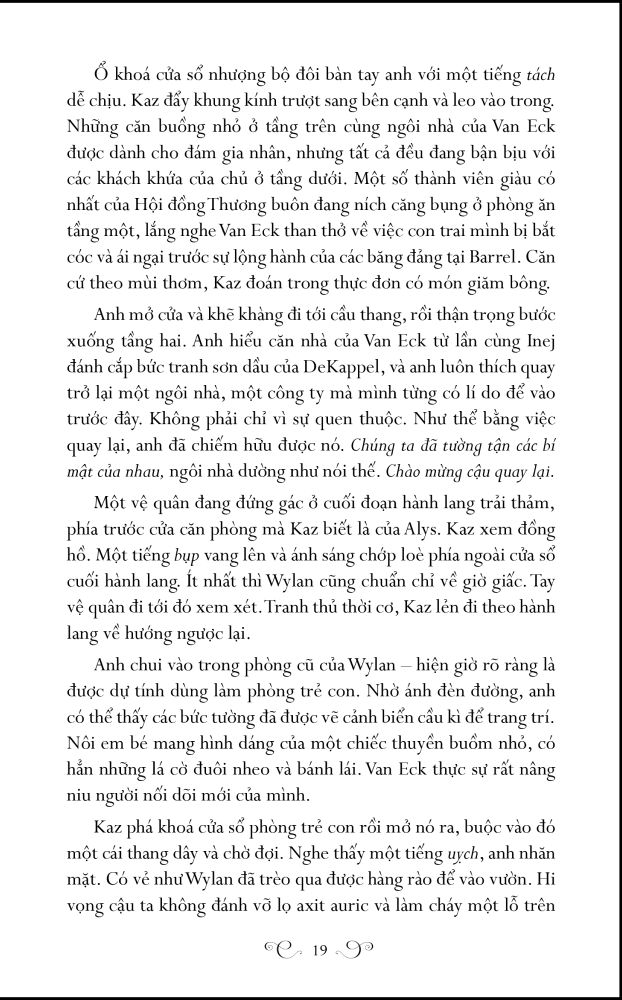 Ổ khoá cửa sổ nhượng bộ đôi bàn tay anh với một tiếng tách
dễ chịu. Kaz đẩy khung kính trượt sang bên cạnh và leo vào trong.
Những căn buồng nhỏ ở tầng trên cùng ngôi nhà của Van Eck
được dành cho đám gia nhân, nhưng tất cả đều đang bận bịu với
các khách khứa của chủ ở tầng dưới. Một số thành viên giàu có
nhất của Hội đồng Thương buôn đang ních căng bụng ở phòng ăn
tầng một, lắng nghe Van Eck than thở về việc con trai mình bị bắt
cóc và ái ngại trước sự lộng hành của các băng đảng tại Barrel. Căn
cứ theo mùi thơm, Kaz đoán trong thực đơn có món giăm bông.
Anh mở cửa và khẽ khàng đi tới cầu thang, rồi thận trọng bước
xuống tầng hai. Anh hiểu căn nhà của Van Eck từ lần cùng Inej
đánh cắp bức tranh sơn dầu của DeKappel, và anh luôn thích quay
trở lại một ngôi nhà, một công ty mà mình từng có lí do để vào
trước đây. Không phải chỉ vì sự quen thuộc. Như thể bằng việc
quay lại, anh đã chiếm hữu được nó. Chúng ta đã tường tận các bí
mật của nhau, ngôi nhà dường như nói thế. Chào mừng cậu quay lại.
Một vệ quân đang đứng gác ở cuối đoạn hành lang trải thảm,
phía trước cửa căn phòng mà Kaz biết là của Alys. Kaz xem đồng
hồ. Một tiếng bụp vang lên và ánh sáng chớp loè phía ngoài cửa sổ
cuối hành lang. Ít nhất thì Wylan cũng chuẩn chỉ về giờ giấc. Tay
vệ quân đi tới đó xem xét. Tranh thủ thời cơ, Kaz lẻn đi theo hành
lang về hướng ngược lại.
Anh chui vào trong phòng cũ của Wylan – hiện giờ rõ ràng là
được dự tính dùng làm phòng trẻ con. Nhờ ánh đèn đường, anh
có thể thấy các bức tường đã được vẽ cảnh biển cầu kì để trang trí.
Nôi em bé mang hình dáng của một chiếc thuyền buồm nhỏ, có
hẳn những lá cờ đuôi nheo và bánh lái. Van Eck thực sự rất nâng
niu người nối dõi mới của mình.
Kaz phá khoá cửa sổ phòng trẻ con rồi mở nó ra, buộc vào đó
một cái thang dây và chờ đợi. Nghe thấy một tiếng uỵch, anh nhăn
mặt. Có vẻ như Wylan đã trèo qua được hàng rào để vào vườn. Hi
vọng cậu ta không đánh vỡ lọ axit auric và làm cháy một lỗ trên
19